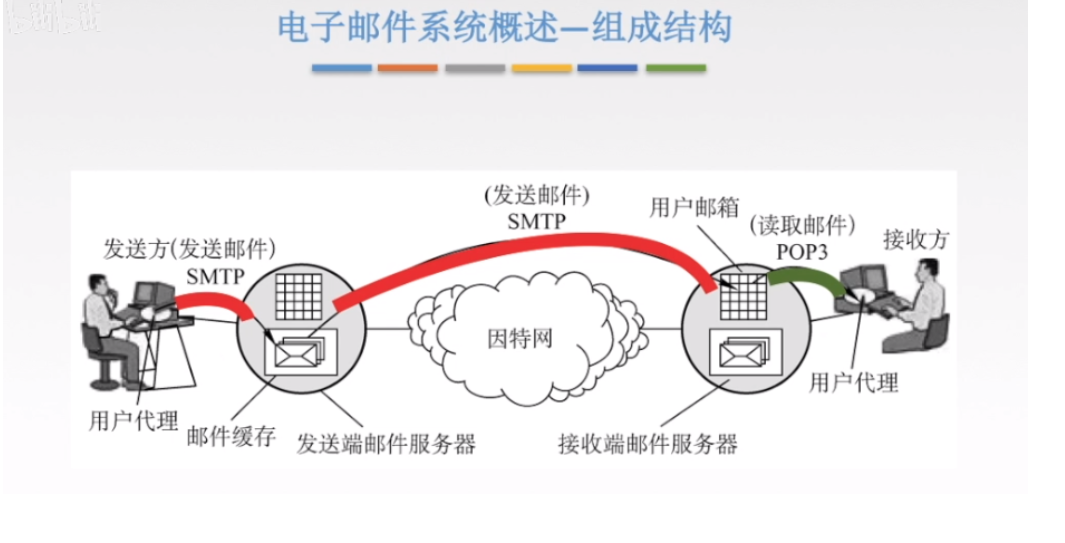 bilibili
电子邮件系统概述—组成结构
(发送邮件)
SMTP
用户邮箱
(读取邮件)
POP3
接收方
发送方(发送邮件)
SMTP
因特网
用户代理
用户代理
邮件缓存
发送端邮件服务器
接收端邮件服务器